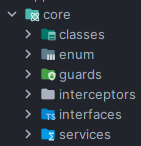 core
classes
enum
guards
interceptors
interfaces
services